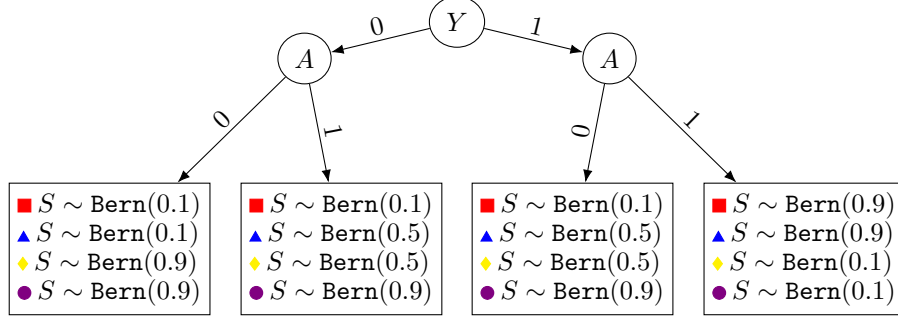 Y
0
1
A
A
0
1
0
1
S ∼ Bern(0.1)
S ∼ Bern(0.1)
S ∼ Bern(0.9)
S ∼ Bern(0.9)
S ∼ Bern(0.1)
S ∼ Bern(0.5)
S ∼ Bern(0.5)
S ∼ Bern(0.9)
S ∼ Bern(0.1)
S ∼ Bern(0.5)
S ∼ Bern(0.5)
S ∼ Bern(0.9)
S ∼ Bern(0.9)
S ∼ Bern(0.9)
S ∼ Bern(0.1)
S ∼ Bern(0.1)